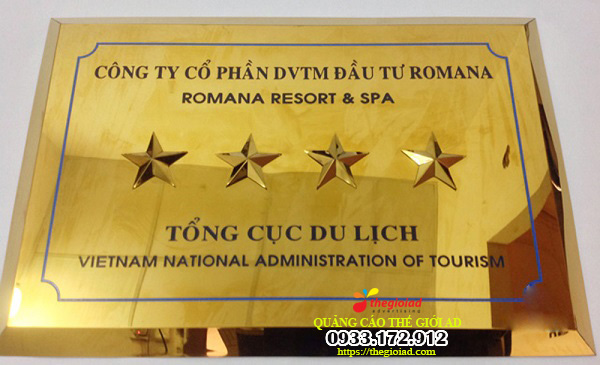 CÔNG TY CỔ PHẦN DVTM ĐẦU TƯ ROMANA
ROMANA RESORT & SPA
TỔNG CỤC DU LỊCH
VIETNAM NATIONAL ADMINISTRATION OF TOURISM
thegioiad
advertising
QUẢNG CÁO THẾ GIỚI AD
0933.172.912
https://thegioiad.com